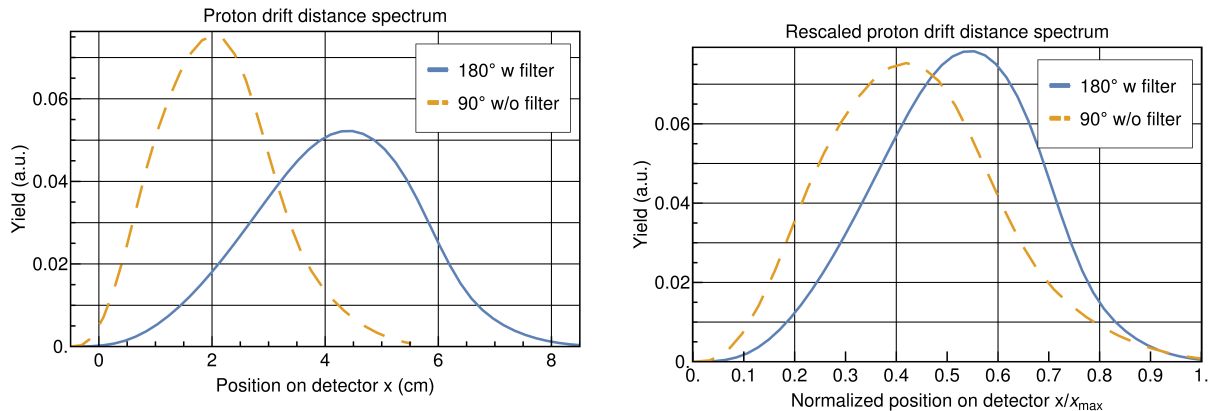 Proton drift distance spectrum
180° w filter
90° w/o filter
Yield (a.u.)
0.06
0.04
0.02
0.
0 2 4 6 8
Position on detector x (cm)
Rescaled proton drift distance spectrum
180° w filter
90° w/o filter
Yield (a.u.)
0.06
0.04
0.02
0
0.0 0.1 0.2 0.3 0.4 0.5 0.6 0.7 0.8 0.9 1.
Normalized position on detector x/xmax